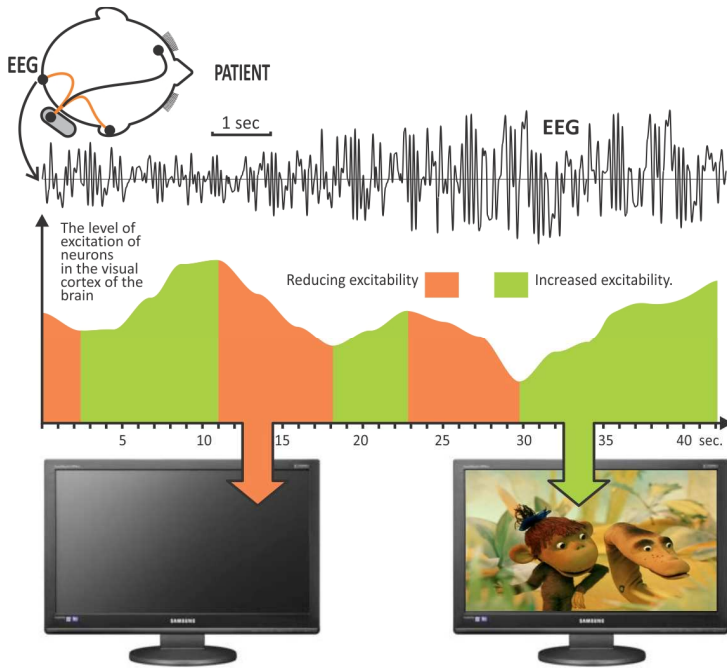 EEG
PATIENT
1 sec
EEG
The level of
excitation of
neurons
in the visual
cortex of the
brain
Reducing excitability
Increased excitability.
5 10 15 20 25 30 35 40 sec.
SAMSUNG
SAMSUNG